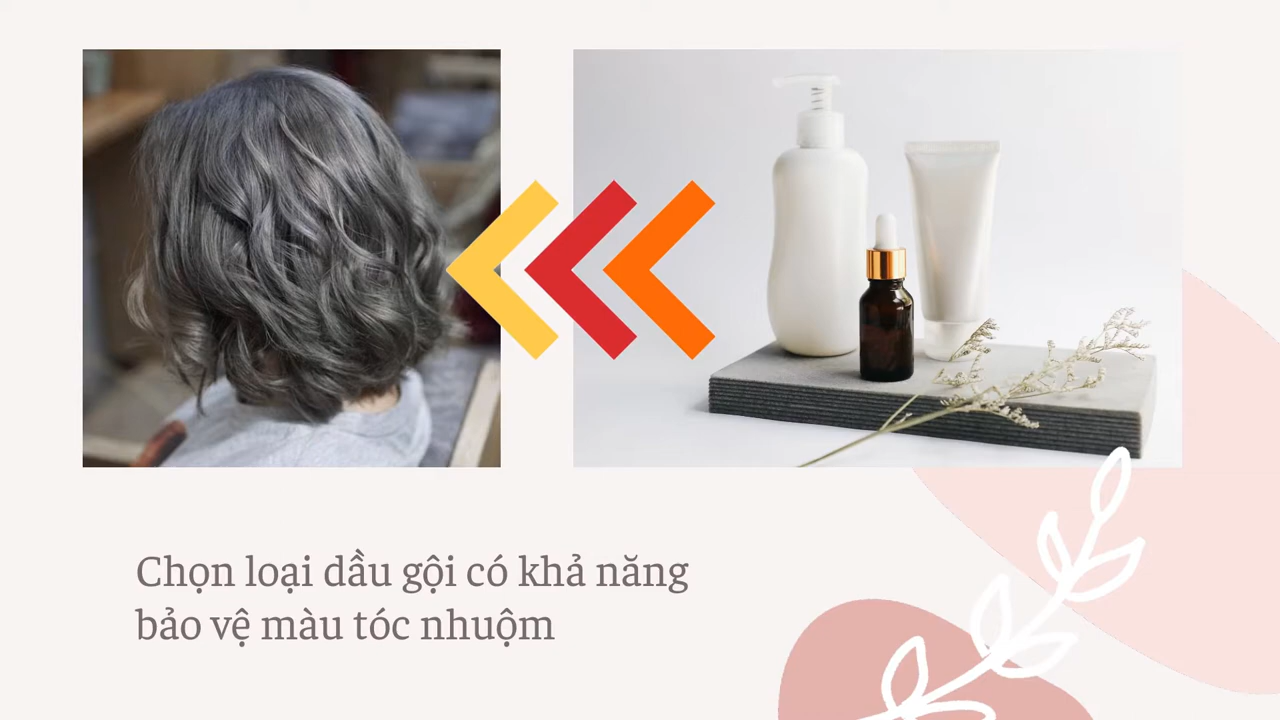 Chọn loại dầu gội có khả năng
bảo vệ màu tóc nhuộm